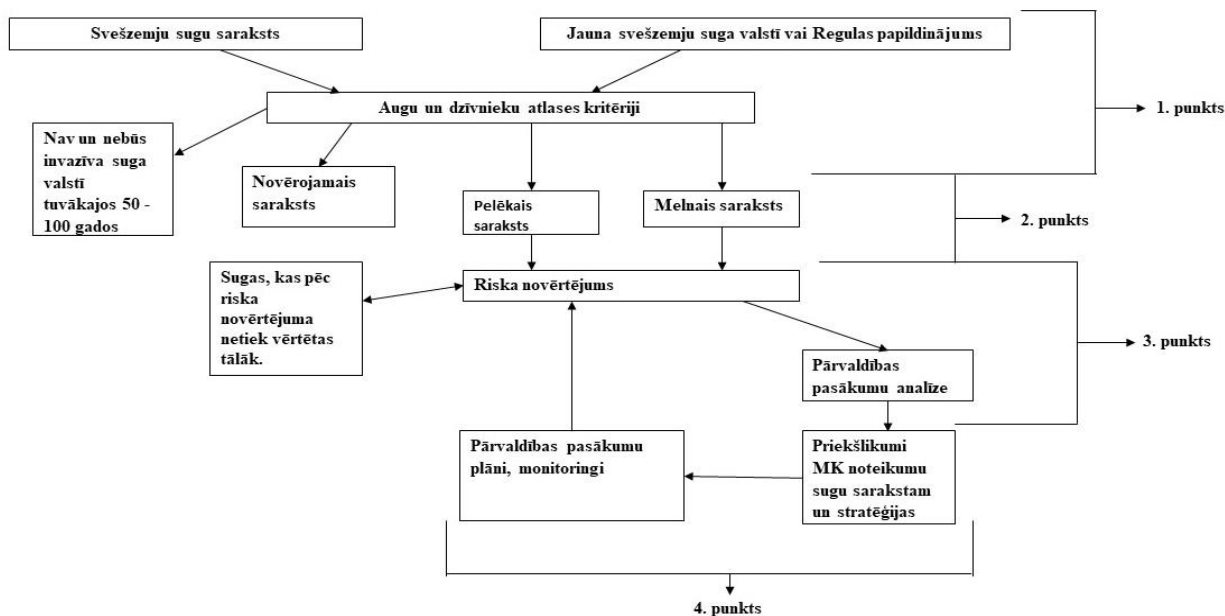 Svešzemju sugu saraksts
Jauna svešzemju suga valstī vai Regulas papildinājums
Augu un dzīvnieku atlases kritēriji
1. punkts
Nav un nebūs
invazīva suga
valstī
tuvākajos 50 -
100 gados
Novērojamais
saraksts
Pelēkais
saraksts
Melnais saraksts
2. punkts
Sugas, kas pēc
riska
novērtējuma
netiek vērtētas
tālāk.
Riska novērtējums
3. punkts
Pārvaldības
pasākumu analīze
Pārvaldības pasākumu
plāni, monitoringi
Priekšlikumi
MK noteikumu
sugu sarakstam
un stratēģijas
4. punkts